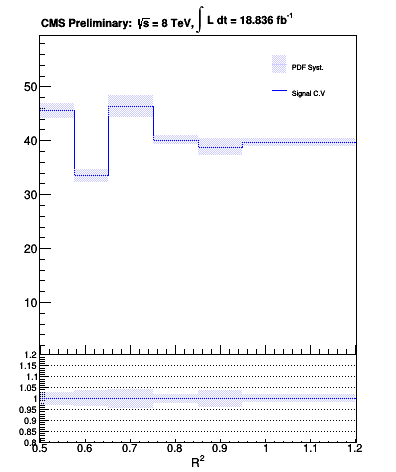 CMS Preliminary: √s = 8 TeV, ∫ L dt = 18.836 fb⁻¹
PDF Syst.
Signal C.V
50
40
30
20
10
1.2
1.15
1.1
1.05
1
0.95
0.9
0.85
0.8
0.5 0.6 0.7 0.8 0.9 1 1.1 1.2
R²